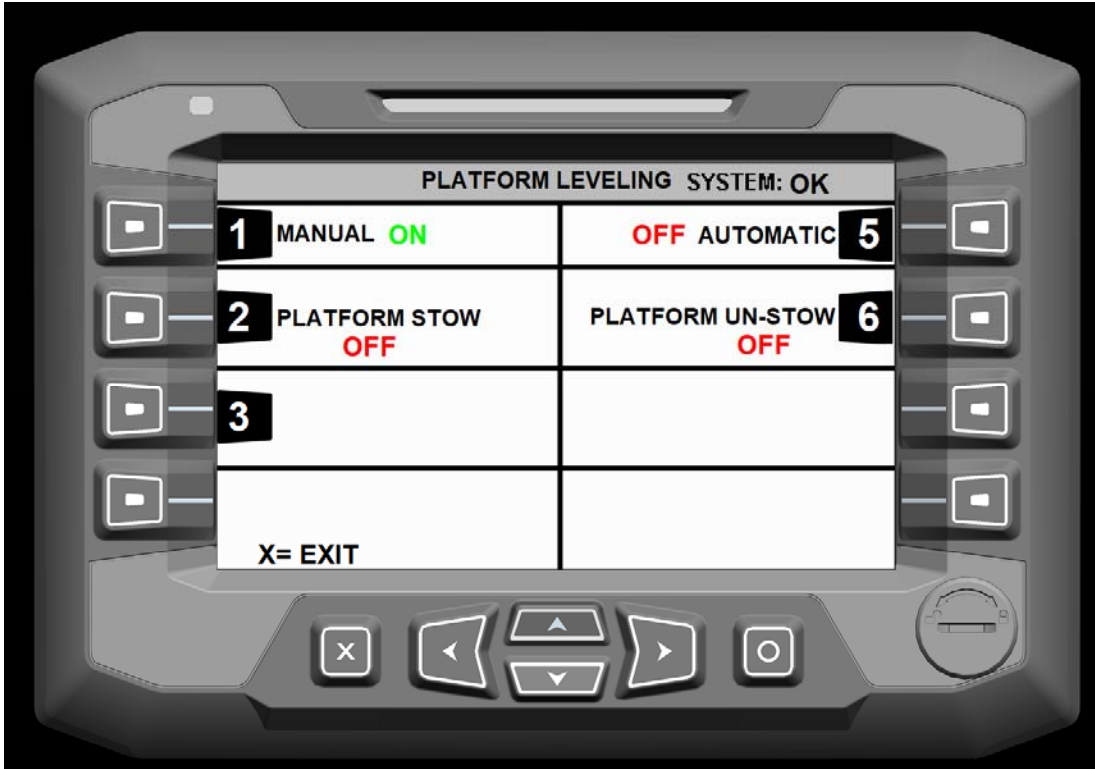 PLATFORM LEVELING SYSTEM: OK
1 MANUAL ON
OFF AUTOMATIC 5
2 PLATFORM STOW
OFF
PLATFORM UN-STOW 6
OFF
3
X= EXIT
X
O